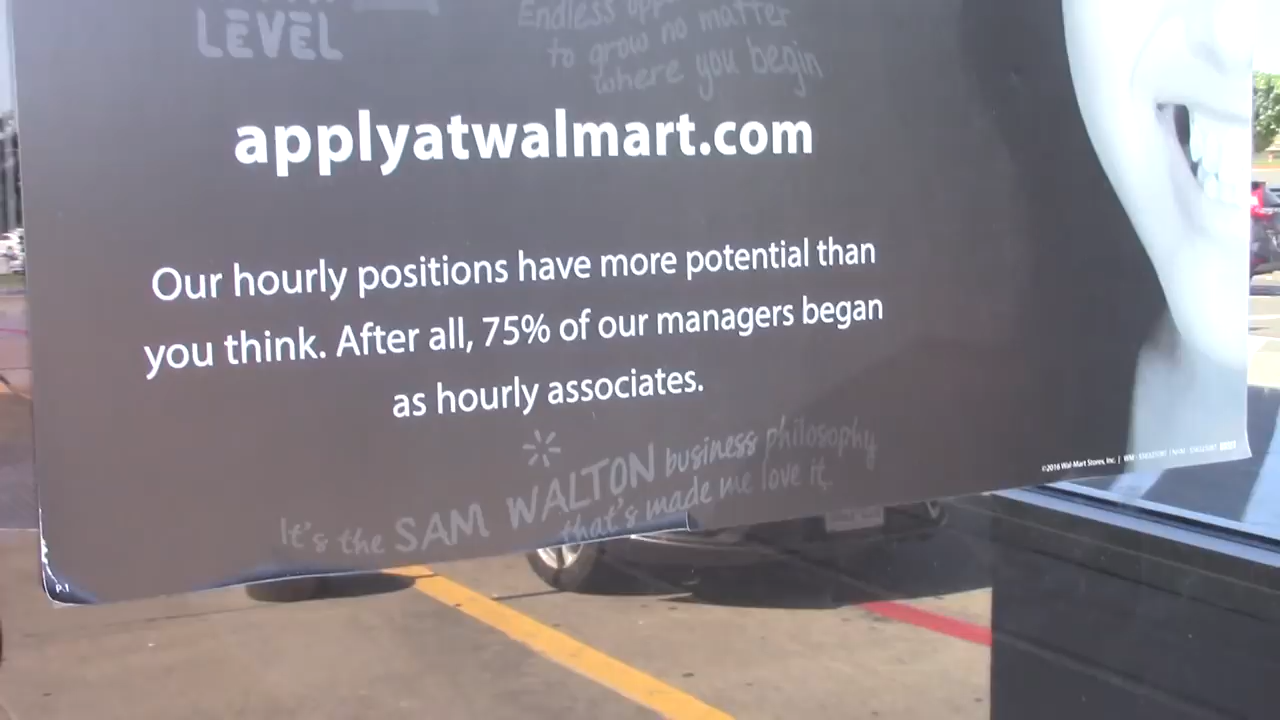 LEVEL
Endless
to grow no matter
where you begin
applyatwalmart.com
Our hourly positions have more potential than
you think. After all, 75% of our managers began
as hourly associates.
It's the SAM WALTON business philosophy
that's made me love it.
©2016 Wal-Mart Stores, Inc.
P.1